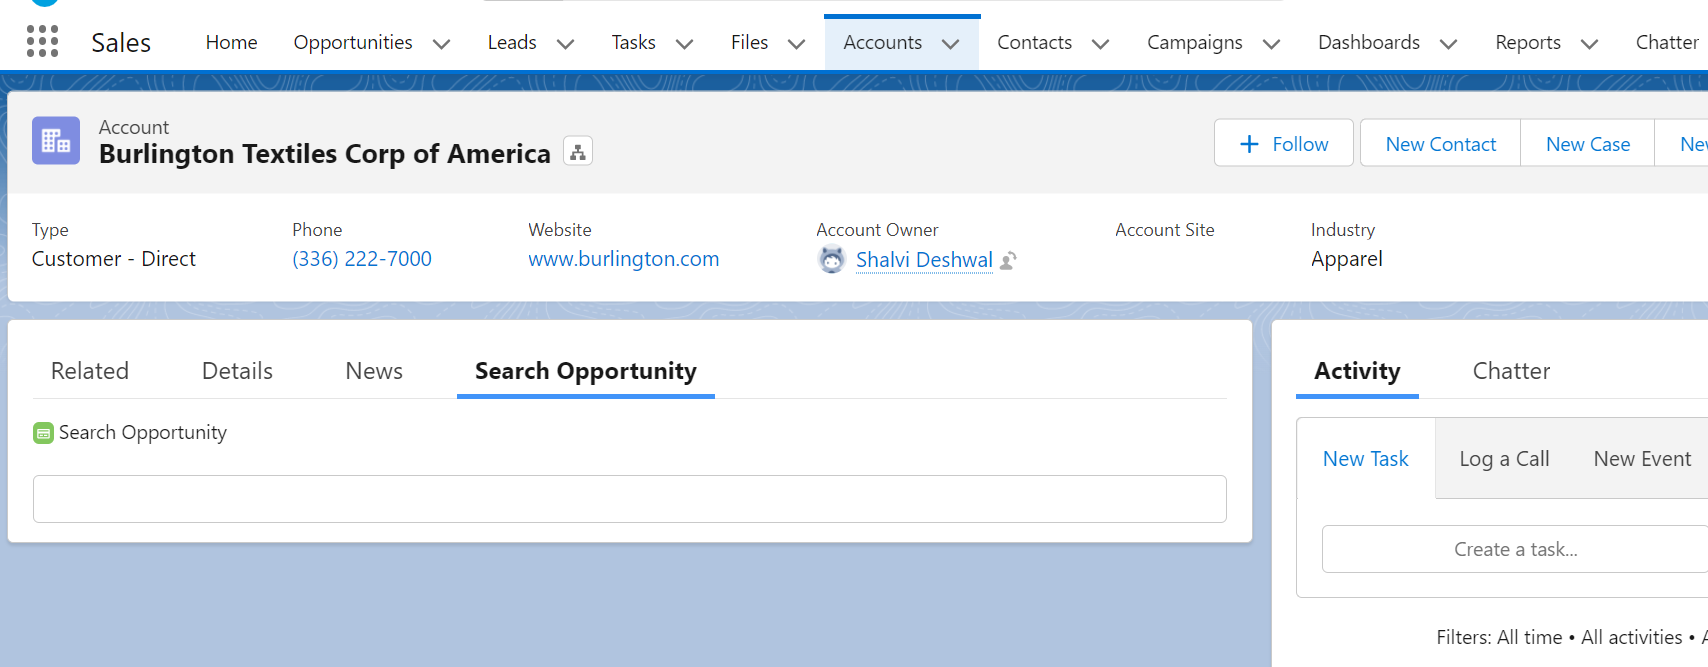 Sales Home Opportunities Leads Tasks Files Accounts Contacts Campaigns Dashboards Reports Chatter
Account
Burlington Textiles Corp of America
Follow New Contact New Case
Type Phone Website Account Owner Account Site Industry
Customer - Direct (336) 222-7000 www.burlington.com Shalvi Deshwal Apparel
Related Details News Search Opportunity
Search Opportunity
Activity Chatter
New Task Log a Call New Event
Create a task...
Filters: All time • All activities •